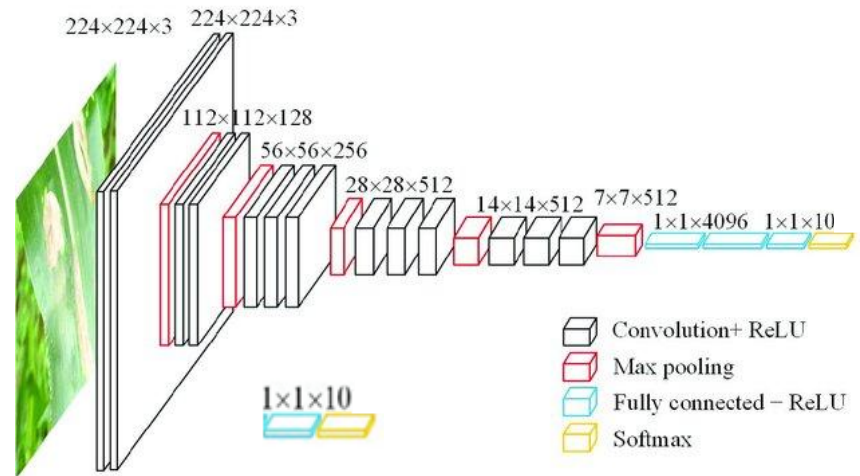 224×224×3
224×224×3
112×112×128
56×56×256
28×28×512
14×14×512
7×7×512
1×1×4096
1×1×10
1×1×10
Convolution+ ReLU
Max pooling
Fully connected – ReLU
Softmax